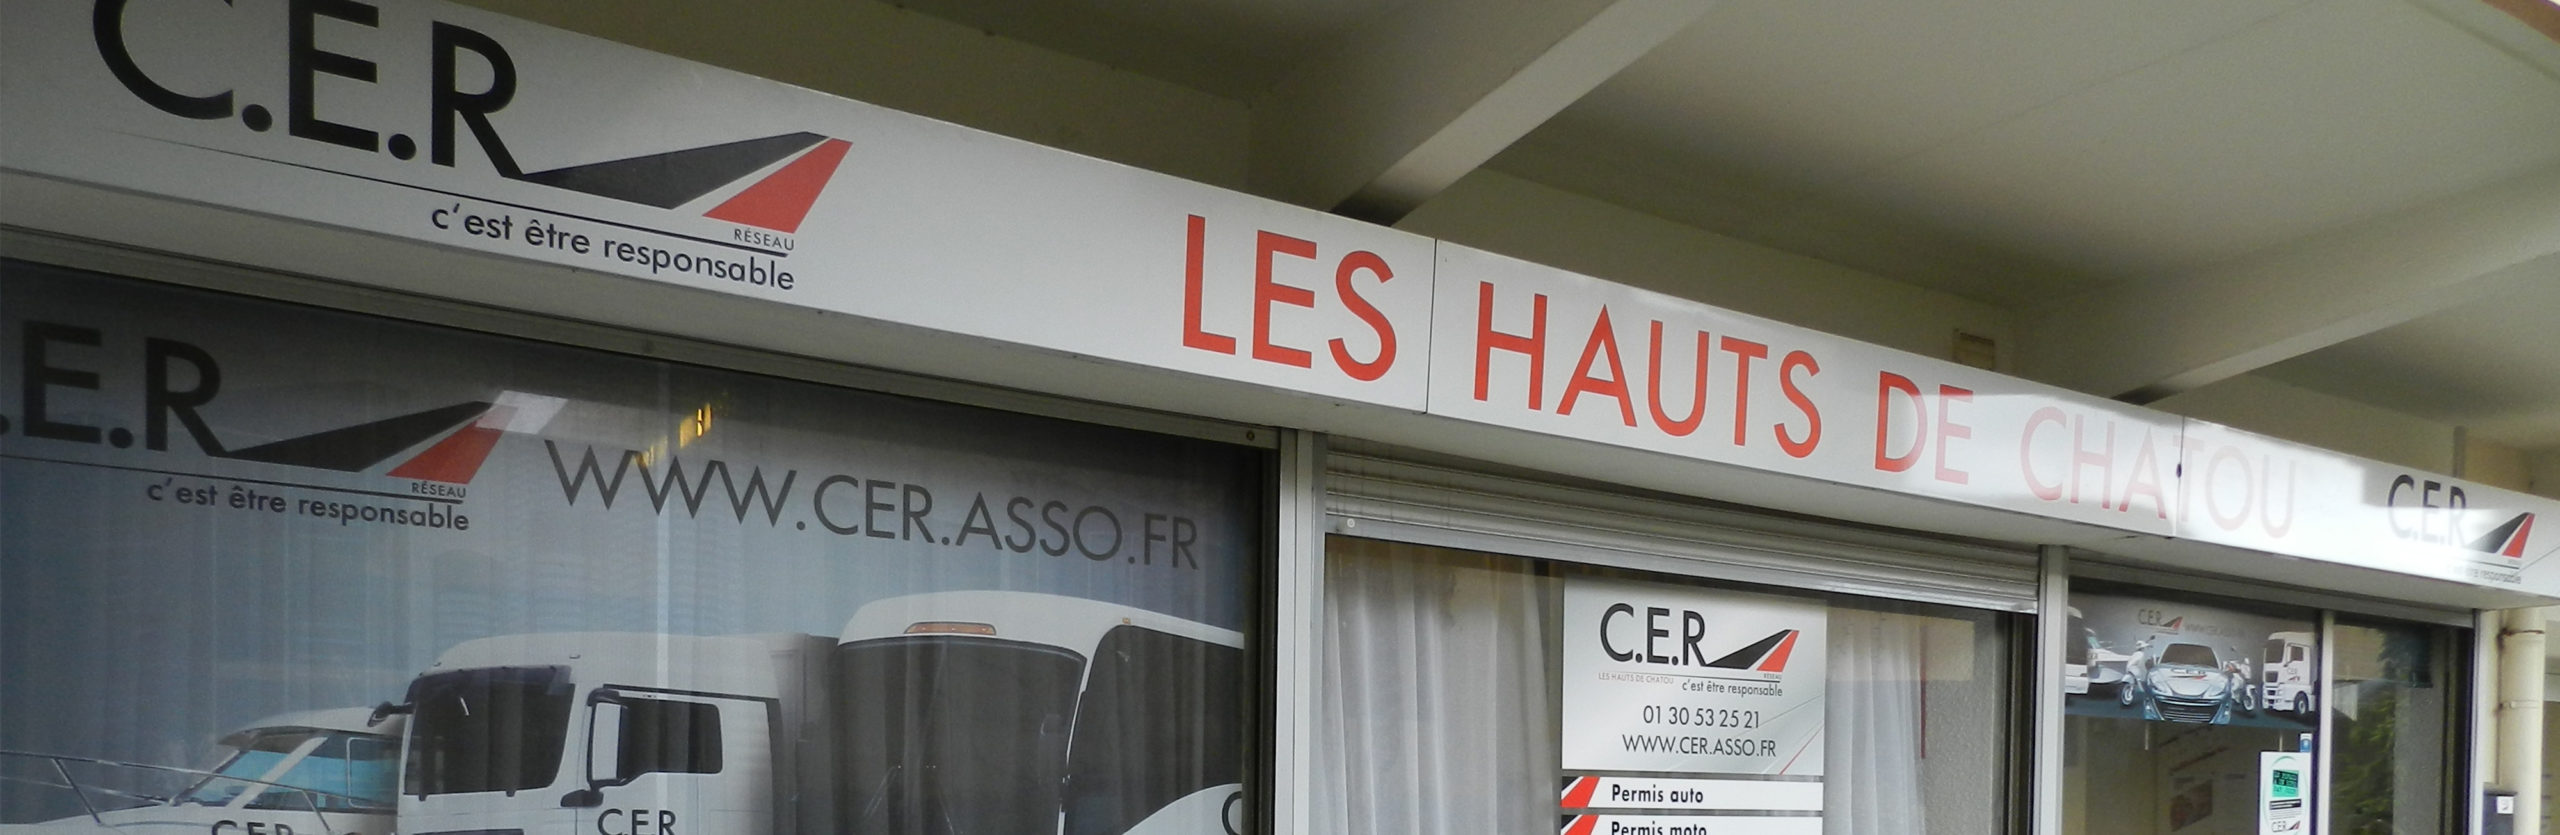 C.E.R
RÉSEAU
c'est être responsable
LES HAUTS DE CHATOU
C.E.R
.E.R
RÉSEAU
c'est être responsable
WWW.CER.ASSO.FR
C.E.R
C.E.R
C.E.R
LES HAUTS DE CHATOU
RÉSEAU
c'est être responsable
01 30 53 25 21
WWW.CER.ASSO.FR
Permis auto
Permis moto
C.E.R